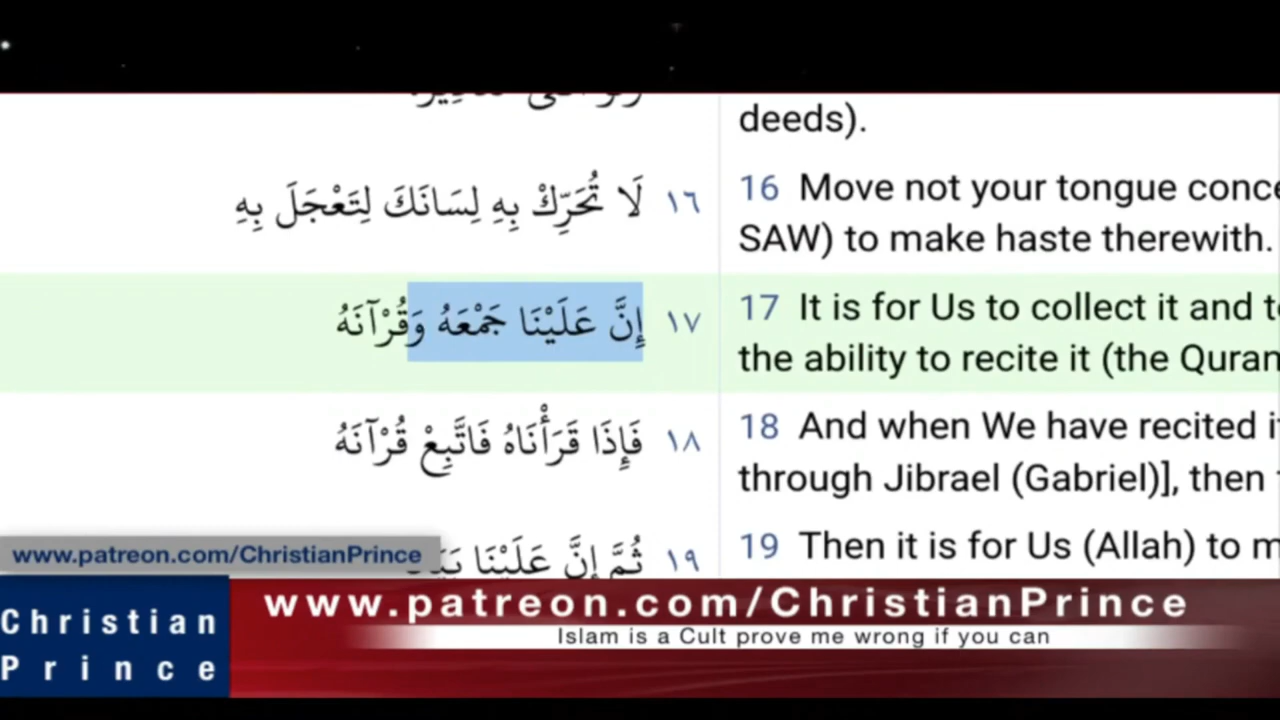 deeds).
١٦ لَا تُحَرِّكْ بِهِ لِسَانَكَ لِتَعْجَلَ بِهِ
16 Move not your tongue conce
SAW) to make haste therewith.
١٧ إِنَّ عَلَيْنَا جَمْعَهُ وَقُرْآنَهُ
17 It is for Us to collect it and t
the ability to recite it (the Quran
١٨ فَإِذَا قَرَأْنَاهُ فَاتَّبِعْ قُرْآنَهُ
18 And when We have recited it
through Jibrael (Gabriel)], then
١٩ ثُمَّ إِنَّ عَلَيْنَا
19 Then it is for Us (Allah) to m
www.patreon.com/ChristianPrince
Christian
Prince
www.patreon.com/ChristianPrince
Islam is a Cult prove me wrong if you can